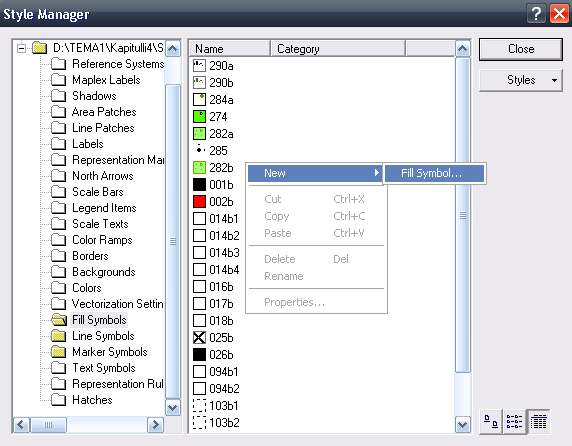 Style Manager
D:\TEMA1\Kapitulli4\S
Reference Systems
Maplex Labels
Shadows
Area Patches
Line Patches
Labels
Representation Mar
North Arrows
Scale Bars
Legend Items
Scale Texts
Color Ramps
Borders
Backgrounds
Colors
Vectorization Settin
Fill Symbols
Line Symbols
Marker Symbols
Text Symbols
Representation Rul
Hatches
Name Category
290a
290b
284a
274
282a
285
282b
001b
002b
014b1
014b2
014b3
014b4
016b
017b
018b
025b
026b
094b1
094b2
103b1
103b2
New
Cut Ctrl+X
Copy Ctrl+C
Paste Ctrl+V
Delete Del
Rename
Properties...
Fill Symbol...
Close
Styles